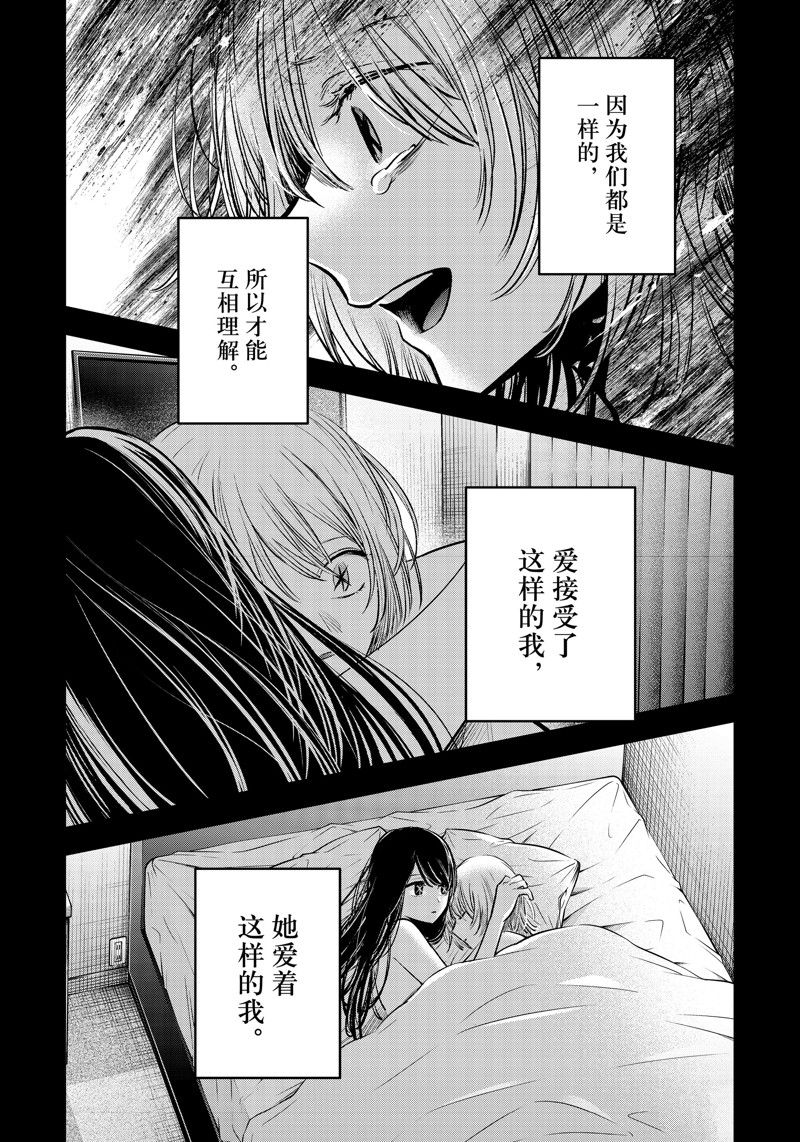 因为我们都是
一样的，
所以才能
互相理解。
爱接受了
这样的我，
她爱着
这样的我。